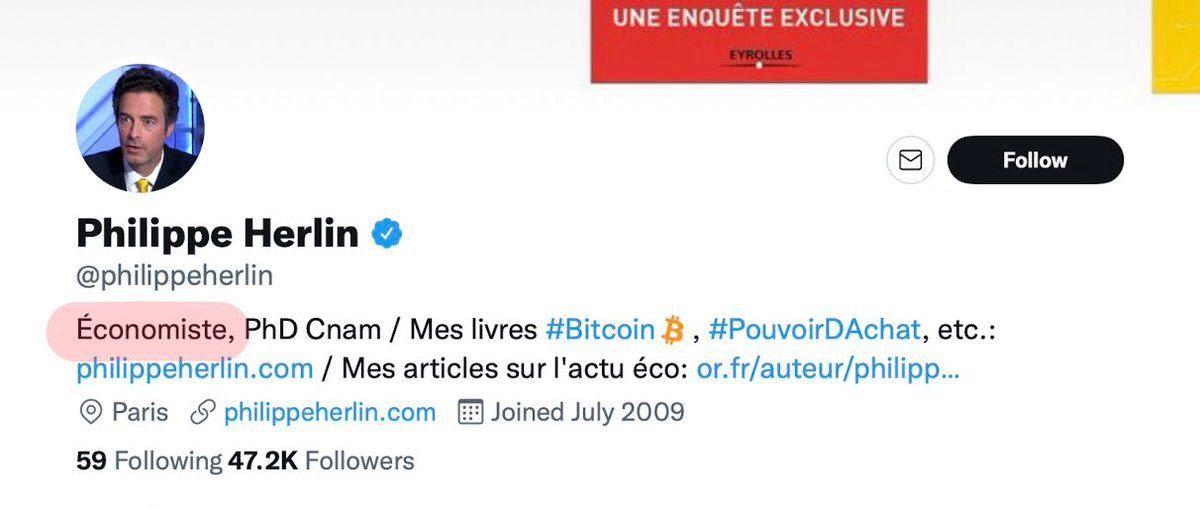 UNE ENQUÊTE EXCLUSIVE
EYROLLES
Follow
Philippe Herlin
@philippeherlin
Économiste, PhD Cnam / Mes livres #Bitcoin , #PouvoirDAchat, etc.:
philippeherlin.com / Mes articles sur l'actu éco: or.fr/auteur/philipp…
Paris philippeherlin.com Joined July 2009
59 Following 47.2K Followers